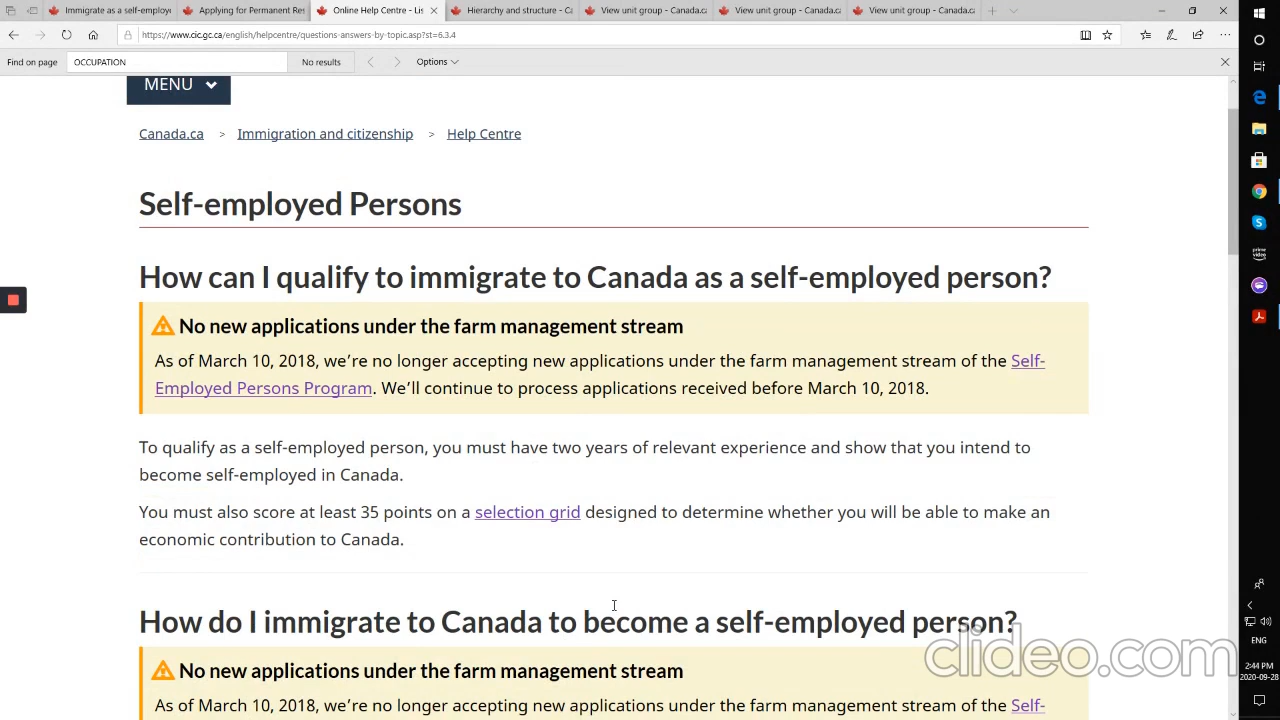 Immigrate as a self-employ
Applying for Permanent Res
Online Help Centre - Lis
Hierarchy and structure - Ca
View unit group - Canada.ca
View unit group - Canada.ca
View unit group - Canada.ca
https://www.cic.gc.ca/english/helpcentre/questions-answers-by-topic.asp?st=6.3.4
Find on page
OCCUPATION
No results
Options
MENU
Canada.ca > Immigration and citizenship > Help Centre
Self-employed Persons
How can I qualify to immigrate to Canada as a self-employed person?
No new applications under the farm management stream
As of March 10, 2018, we’re no longer accepting new applications under the farm management stream of the Self-
Employed Persons Program. We’ll continue to process applications received before March 10, 2018.
To qualify as a self-employed person, you must have two years of relevant experience and show that you intend to
become self-employed in Canada.
You must also score at least 35 points on a selection grid designed to determine whether you will be able to make an
economic contribution to Canada.
How do I immigrate to Canada to become a self-employed person?
No new applications under the farm management stream
As of March 10, 2018, we’re no longer accepting new applications under the farm management stream of the Self-
clideo.com
prime video
ENG
2:44 PM
2020-09-28